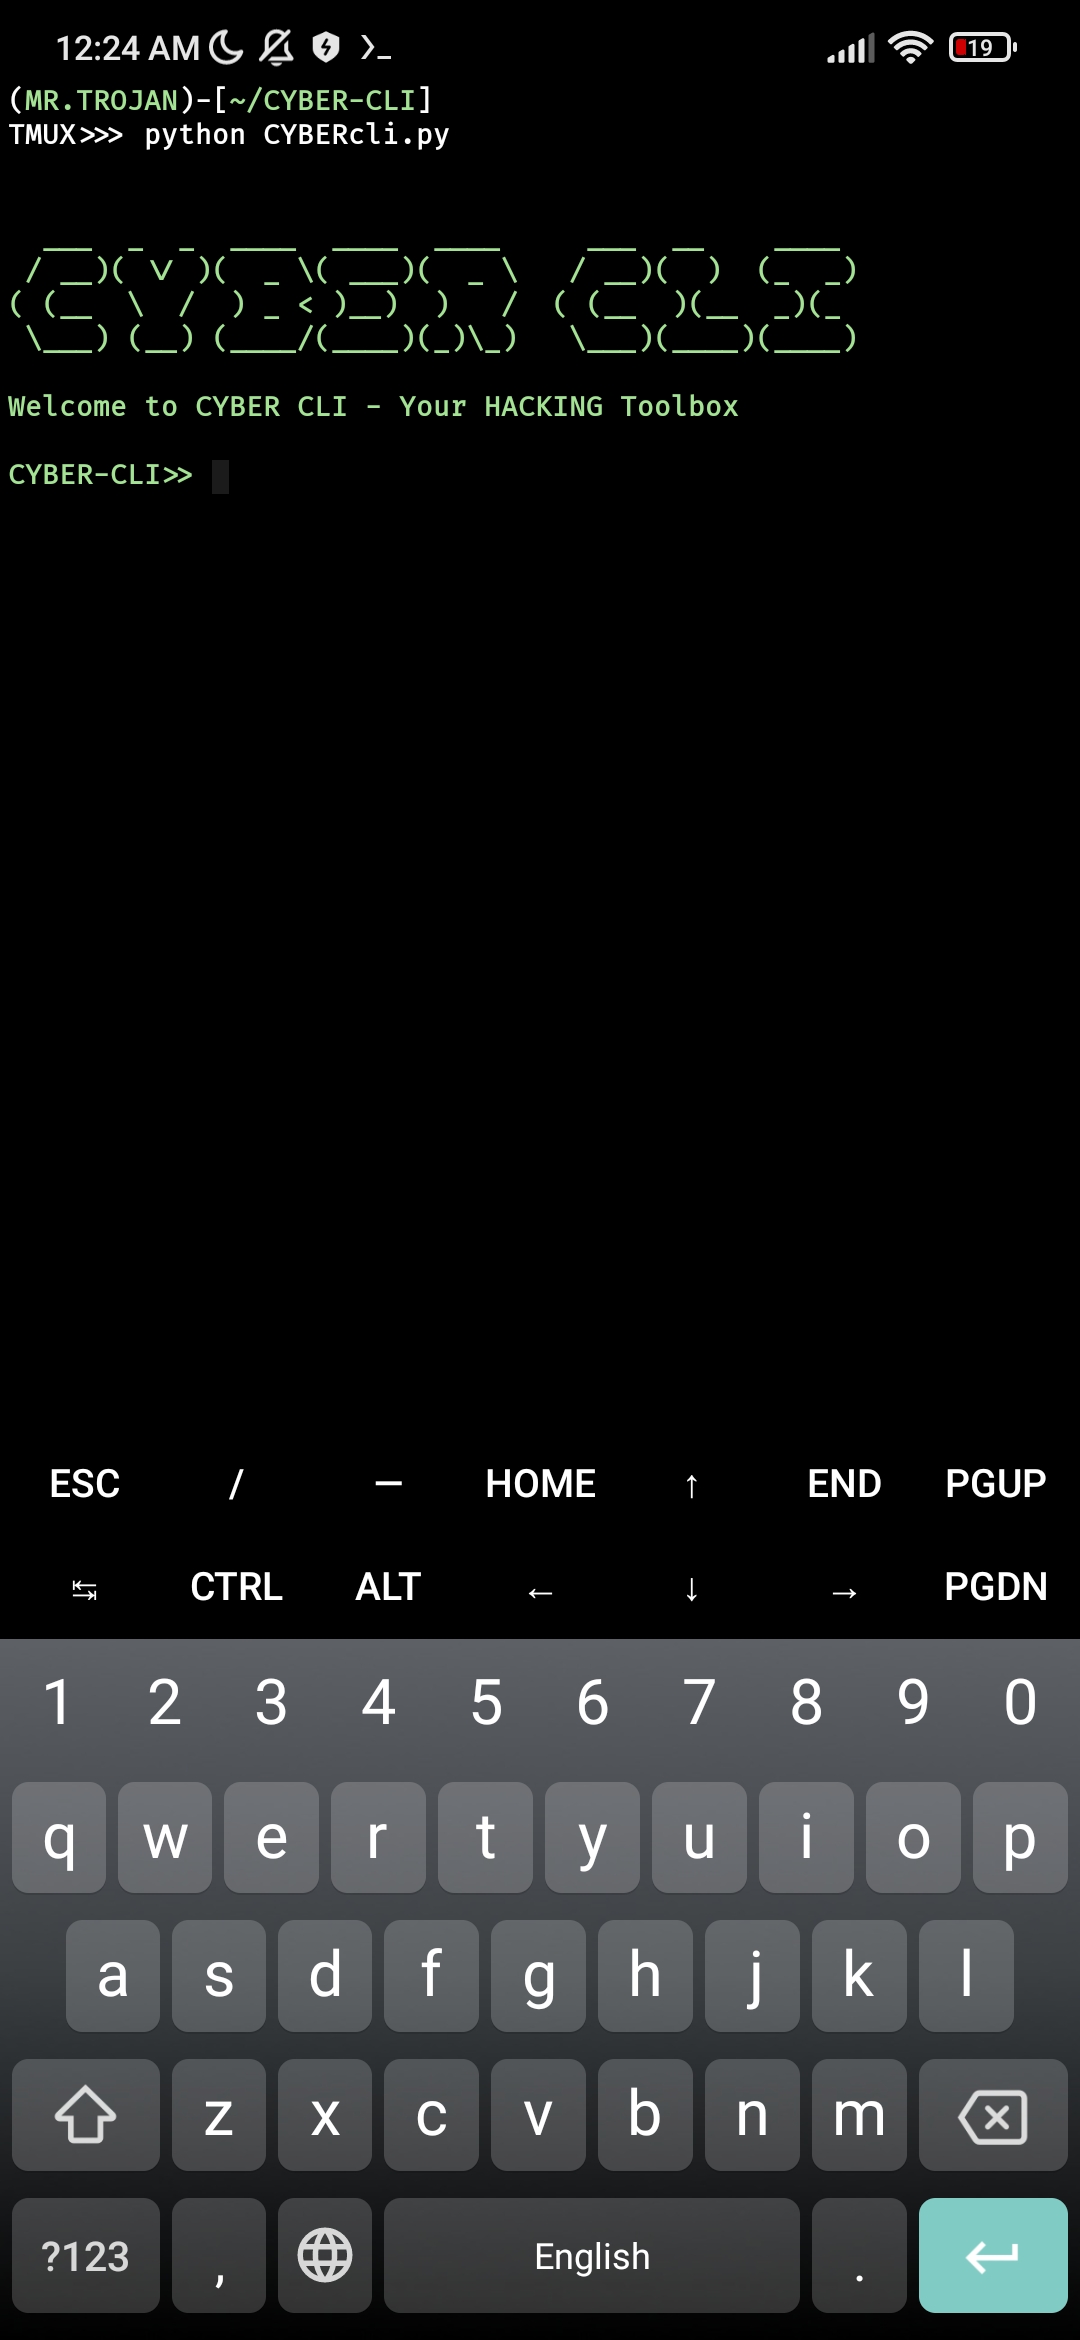 12:24 AM
19
(MR.TROJAN)-[~/CYBER-CLI]
TMUX>>> python CYBERcli.py
CYBER CLI
Welcome to CYBER CLI - Your HACKING Toolbox
CYBER-CLI>>
ESC / — HOME ↑ END PGUP
↹ CTRL ALT ← ↓ → PGDN
1 2 3 4 5 6 7 8 9 0
q w e r t y u i o p
a s d f g h j k l
z x c v b n m
?123 , English .